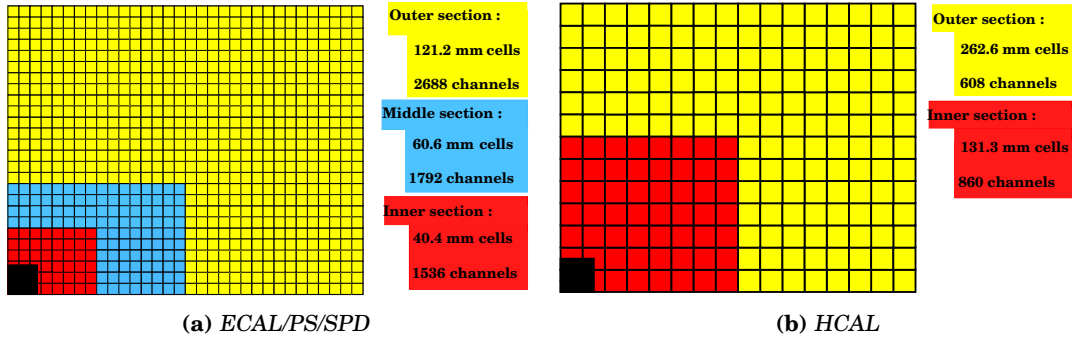 Outer section :
121.2 mm cells
2688 channels
Middle section :
60.6 mm cells
1792 channels
Inner section :
40.4 mm cells
1536 channels
(a) ECAL/PS/SPD
Outer section :
262.6 mm cells
608 channels
Inner section :
131.3 mm cells
860 channels
(b) HCAL